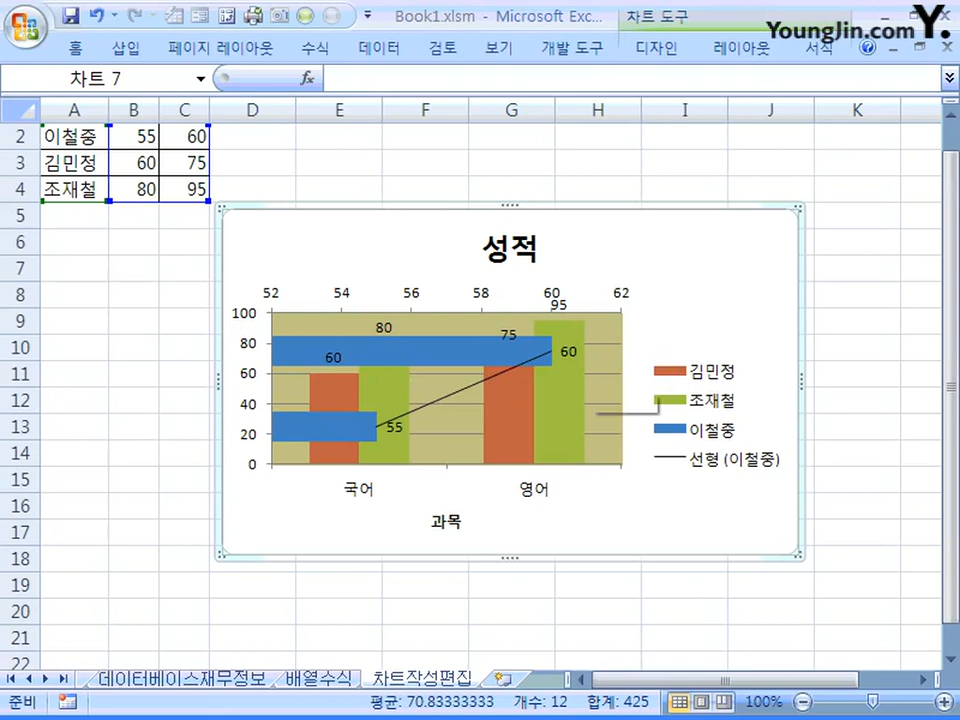 Book1.xlsm - Microsoft Exc...
차트 도구
YoungJin.com Y.
홈 삽입 페이지 레이아웃 수식 데이터 검토 보기 개발 도구 디자인 레이아웃 서식
차트 7
fx
A B C D E F G H I J K
2 이철중 55 60
3 김민정 60 75
4 조재철 80 95
5
6
7
8
9
10
11
12
13
14
15
16
17
18
19
20
21
22
성적
52 54 56 58 60 62
100
80
60
40
20
0
95
80
75
60
60
55
김민정
조재철
이철중
선형 (이철중)
국어 영어
과목
데이터베이스재무정보 배열수식 차트작성편집
준비 평균: 70.83333333 개수: 12 합계: 425 100%